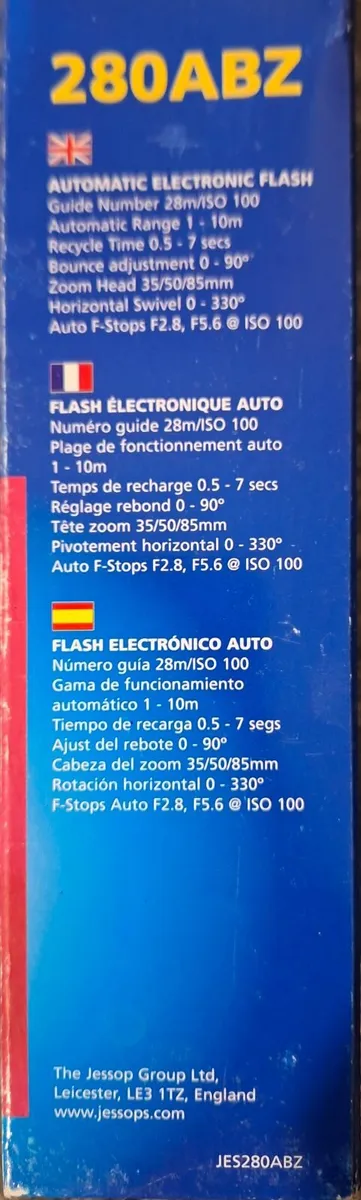 280ABZ
AUTOMATIC ELECTRONIC FLASH
Guide Number 28m/ISO 100
Automatic Range 1 - 10m
Recycle Time 0.5 - 7 secs
Bounce adjustment 0 - 90º
Zoom Head 35/50/85mm
Horizontal Swivel 0 - 330º
Auto F-Stops F2.8, F5.6 @ ISO 100
FLASH ÉLECTRONIQUE AUTO
Numéro guide 28m/ISO 100
Plage de fonctionnement auto
1 - 10m
Temps de recharge 0.5 - 7 secs
Réglage rebond 0 - 90º
Tête zoom 35/50/85mm
Pivotement horizontal 0 - 330º
Auto F-Stops F2.8, F5.6 @ ISO 100
FLASH ELECTRÓNICO AUTO
Número guía 28m/ISO 100
Gama de funcionamiento
automático 1 - 10m
Tiempo de recarga 0.5 - 7 segs
Ajust del rebote 0 - 90º
Cabeza del zoom 35/50/85mm
Rotación horizontal 0 - 330º
F-Stops Auto F2.8, F5.6 @ ISO 100
The Jessop Group Ltd,
Leicester, LE3 1TZ, England
www.jessops.com
JES280ABZ